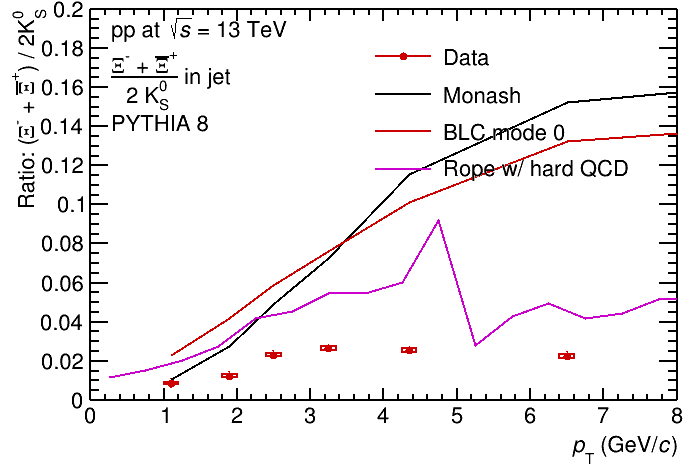 pp at √s = 13 TeV
Ξ⁻ + Ξ̅⁺
2 K⁰_S in jet
PYTHIA 8
Data
Monash
BLC mode 0
Rope w/ hard QCD
Ratio: (Ξ⁻ + Ξ̅⁺) / 2K⁰_S
0.2
0.18
0.16
0.14
0.12
0.1
0.08
0.06
0.04
0.02
0
0 1 2 3 4 5 6 7 8
p_T (GeV/c)